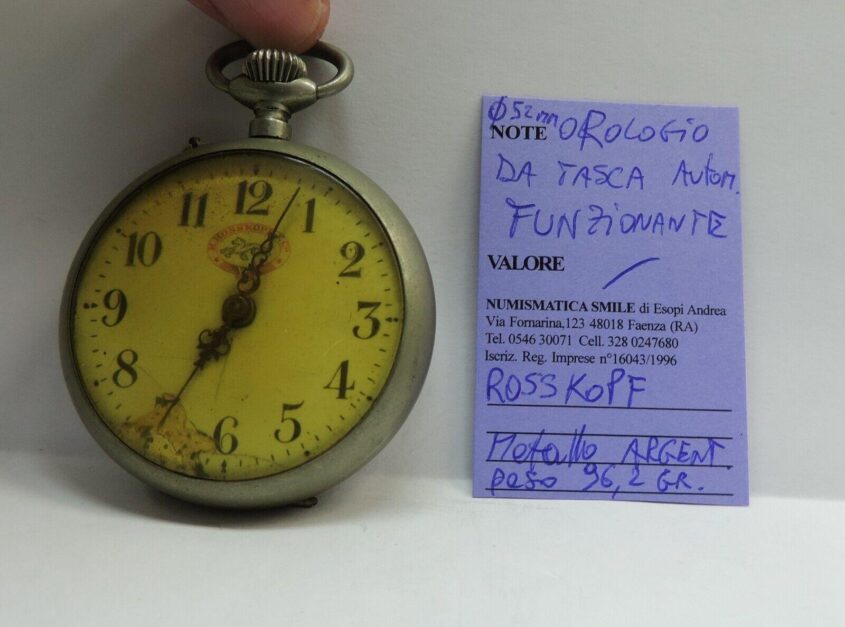 12
1
2
3
4
5
6
8
9
10
11
Ø 52 mm
NOTE OROLOGIO
DA TASCA AUTOM.
FUNZIONANTE
VALORE
NUMISMATICA SMILE di Esopi Andrea
Via Fornarina,123 48018 Faenza (RA)
Tel. 0546 30071 Cell. 328 0247680
Iscriz. Reg. Imprese n°16043/1996
ROSSKOPF
Metallo ARGENT.
peso 96,2 GR.